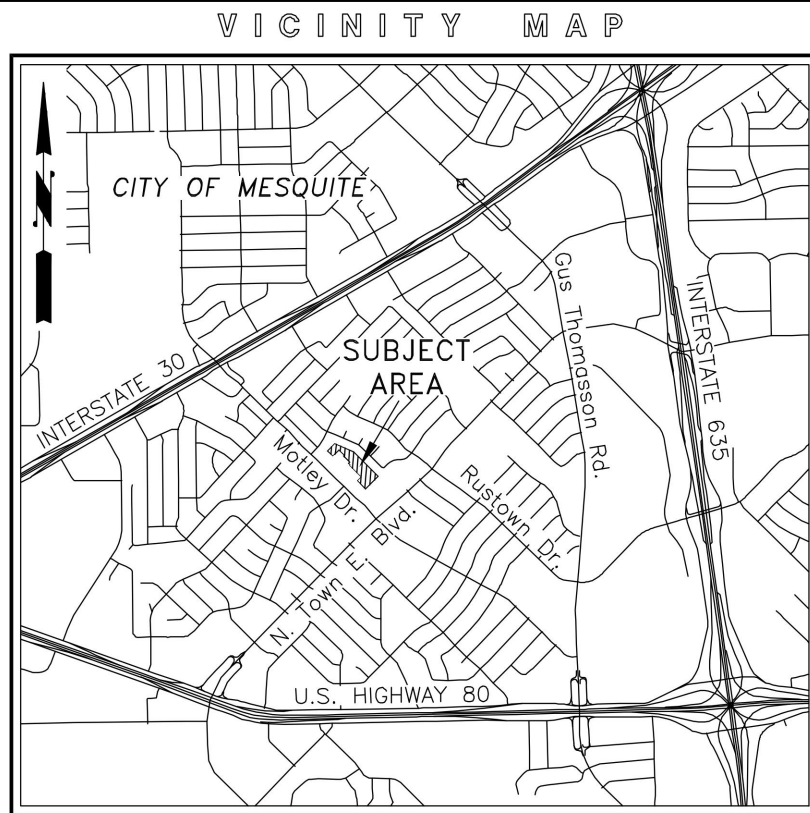 VICINITY MAP
N
CITY OF MESQUITE
Gus Thomasson Rd.
INTERSTATE 635
SUBJECT
AREA
INTERSTATE 30
Motley Dr.
Rustown Dr.
N. Town E. Blvd.
U.S. HIGHWAY 80